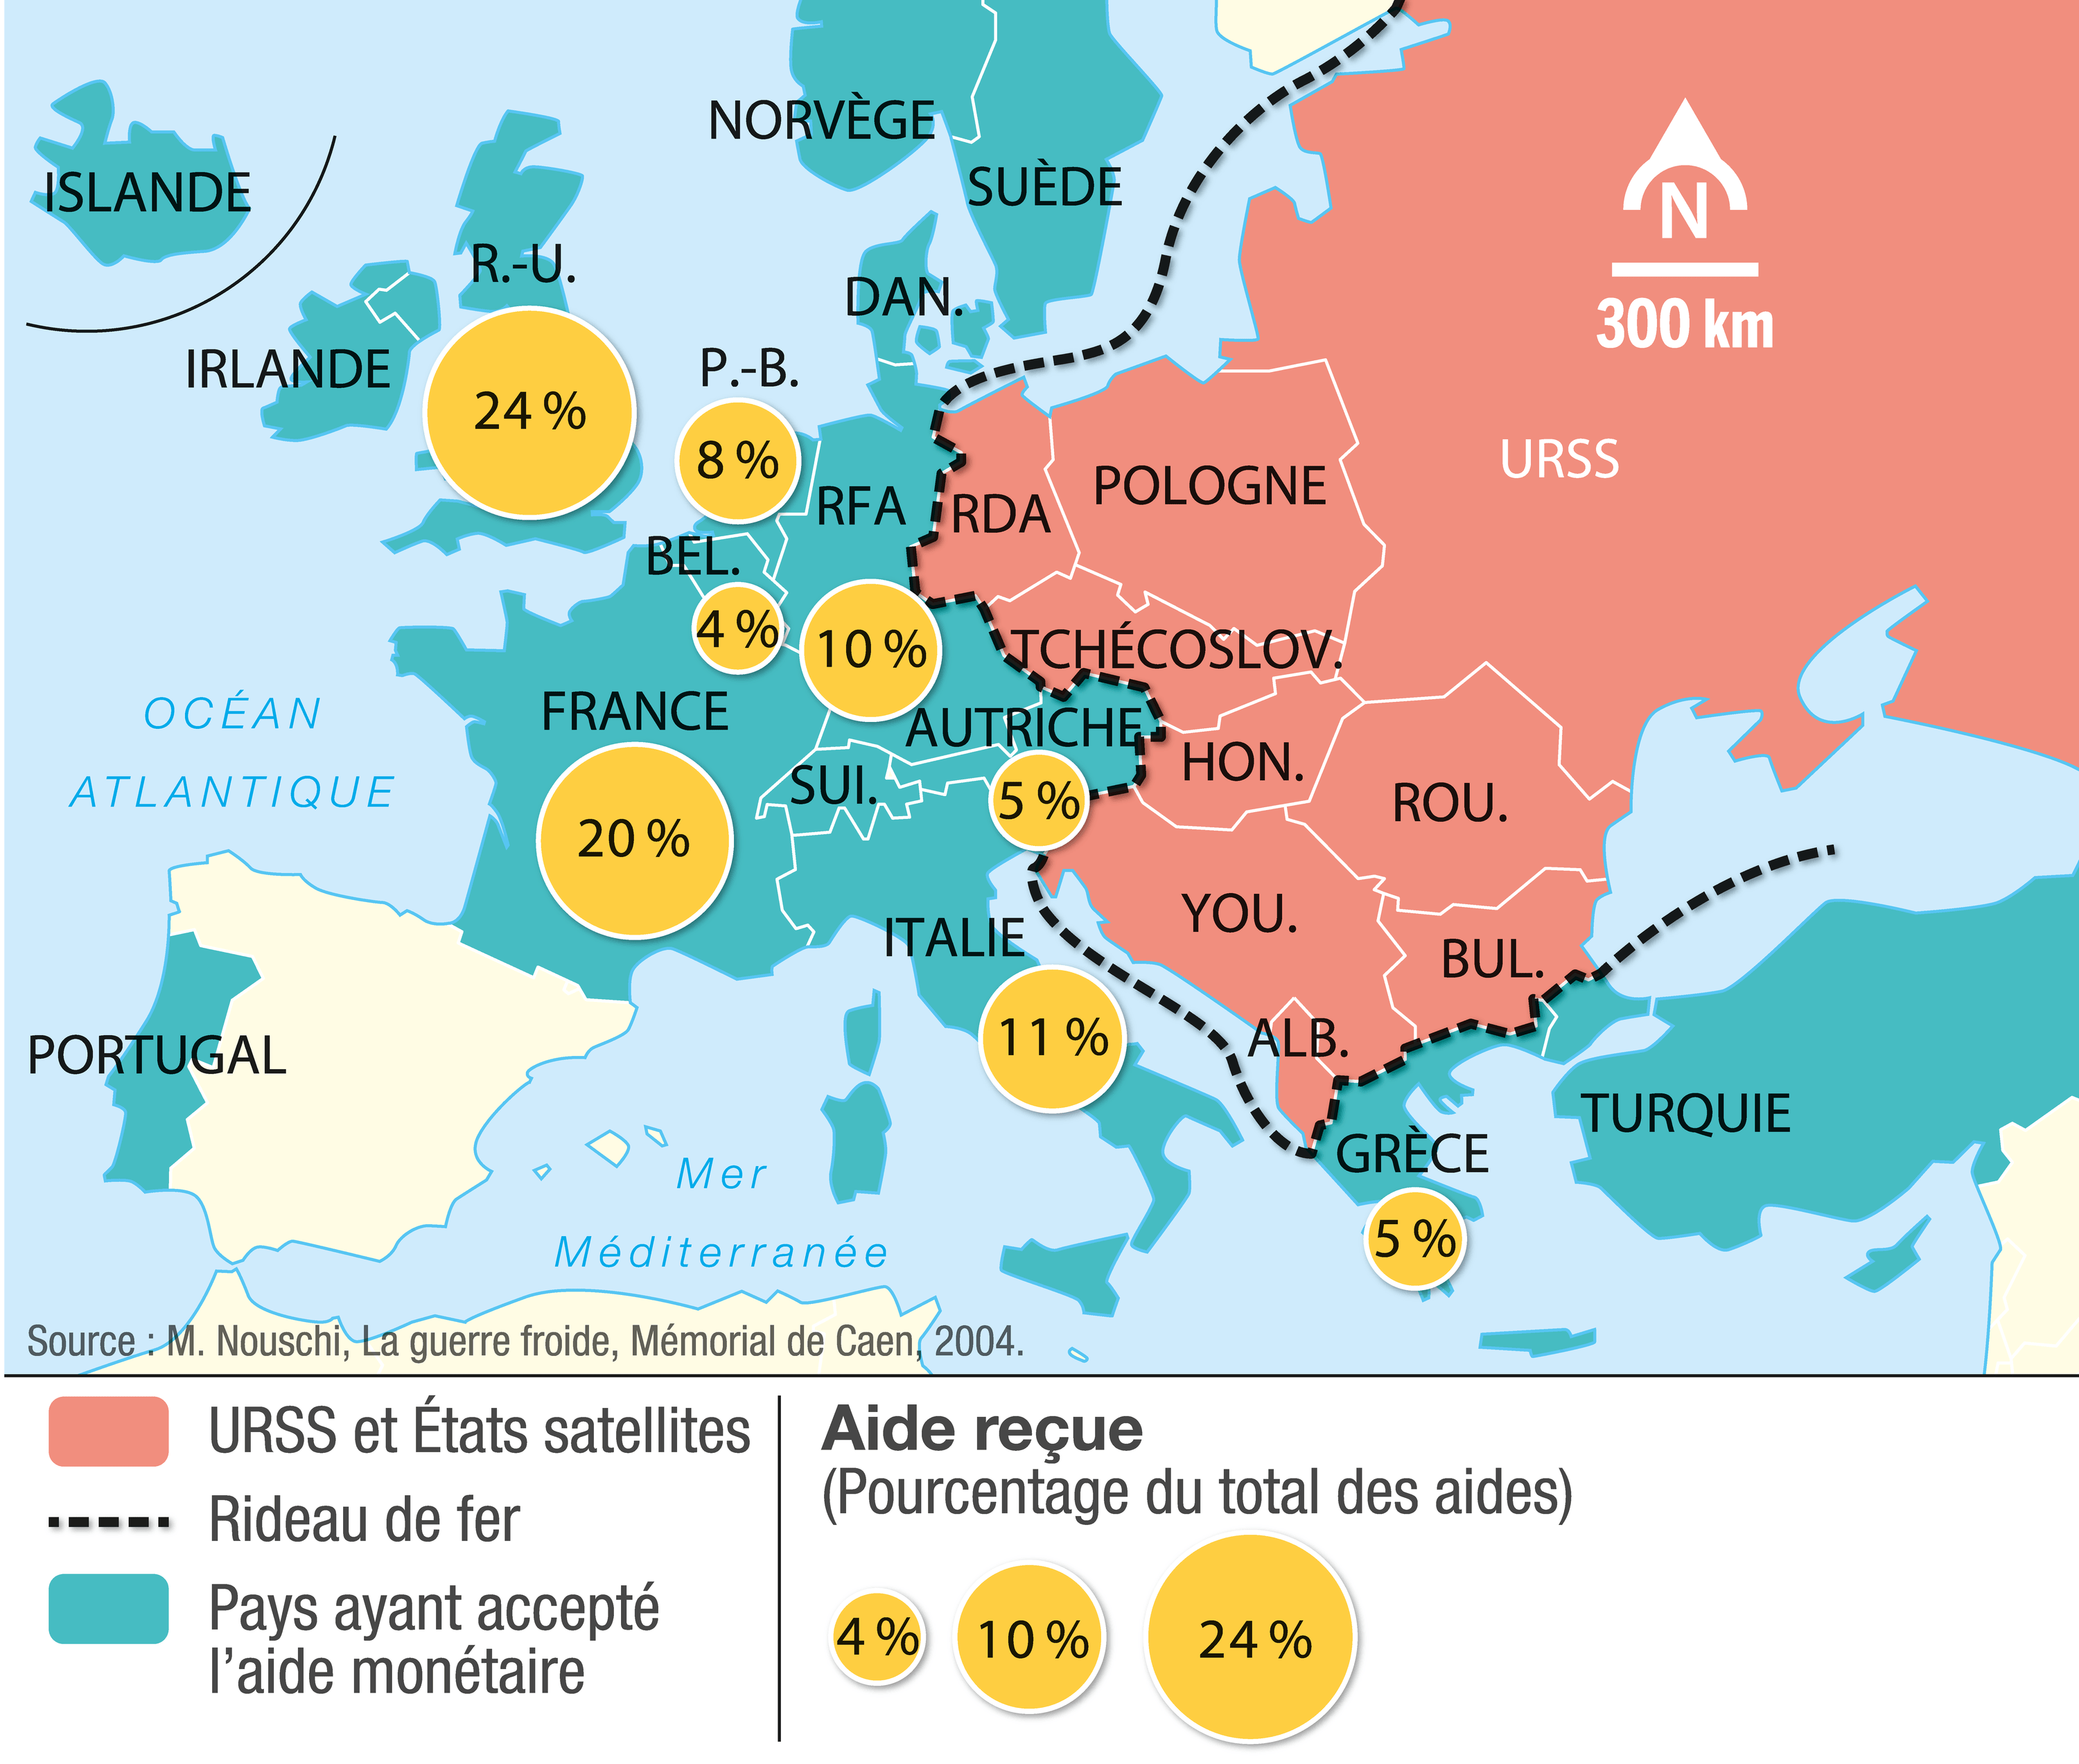 NORVÈGE
SUÈDE
ISLANDE
R.-U.
DAN.
IRLANDE
N
300 km
P.-B.
24 %
8 %
RFA
RDA
POLOGNE
URSS
BEL.
4 %
10 %
TCHÉCOSLOV.
OCÉAN
ATLANTIQUE
FRANCE
AUTRICHE
SUI.
HON.
5 %
ROU.
20 %
YOU.
ITALIE
BUL.
11 %
ALB.
PORTUGAL
TURQUIE
GRÈCE
5 %
Mer
Méditerranée
Source : M. Nouschi, La guerre froide, Mémorial de Caen, 2004.
URSS et États satellites
Rideau de fer
Pays ayant accepté
l’aide monétaire
Aide reçue
(Pourcentage du total des aides)
4 %
10 %
24 %